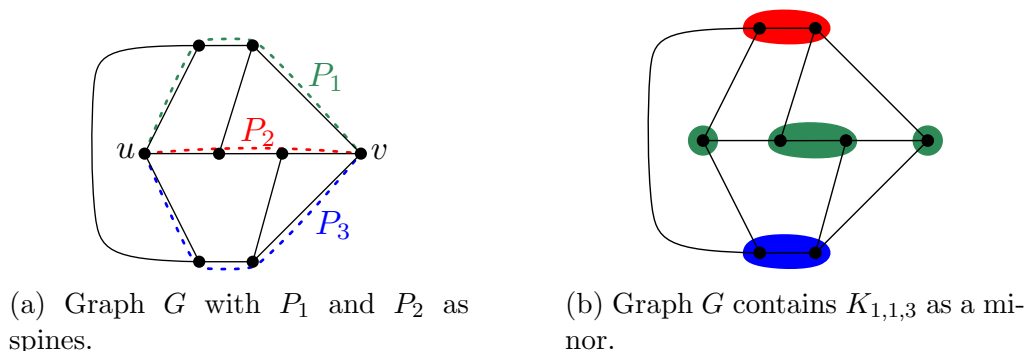 P₁
P₂
u
v
P₃
(a) Graph G with P₁ and P₂ as
spines.
(b) Graph G contains K₁,₁,₃ as a mi-
nor.